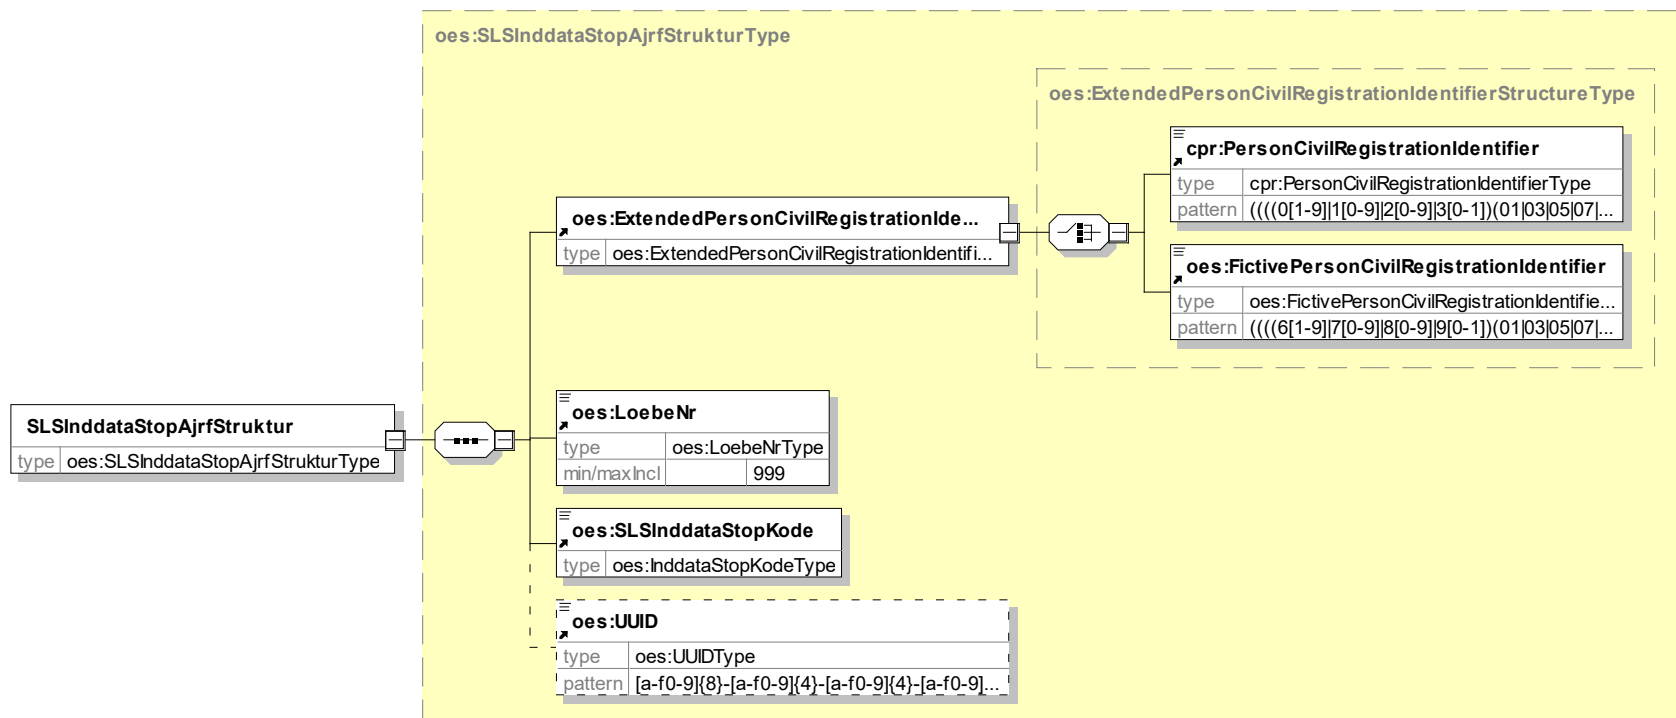 oes:SLSInddataStopAjrfStrukturType
oes:ExtendedPersonCivilRegistrationIdentifierStructureType
cpr:PersonCivilRegistrationIdentifier
type cpr:PersonCivilRegistrationIdentifierType
pattern ((((0[1-9]|1[0-9]|2[0-9]|3[0-1])(01|03|05|07|...
oes:ExtendedPersonCivilRegistrationIde...
type oes:ExtendedPersonCivilRegistrationIdentifi...
oes:FictivePersonCivilRegistrationIdentifier
type oes:FictivePersonCivilRegistrationIdentifie...
pattern ((((6[1-9]|7[0-9]|8[0-9]|9[0-1])(01|03|05|07|...
oes:LoebeNr
type oes:LoebeNrType
min/maxIncl 999
SLSInddataStopAjrfStruktur
type oes:SLSInddataStopAjrfStrukturType
oes:SLSInddataStopKode
type oes:InddataStopKodeType
oes:UUID
type oes:UUIDType
pattern [a-f0-9]{8}-[a-f0-9]{4}-[a-f0-9]{4}-[a-f0-9]...